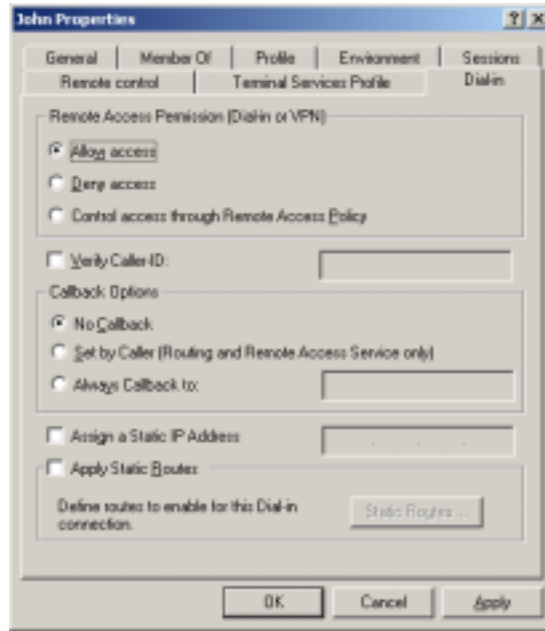 John Properties
General Member Of Profile Environment Sessions
Remote control Terminal Services Profile Dial-in
Remote Access Permission (Dial-in or VPN)
Allow access
Deny access
Control access through Remote Access Policy
Verify Caller-ID:
Callback Options
No Callback
Set by Caller (Routing and Remote Access Service only)
Always Callback to:
Assign a Static IP Address
Apply Static Routes
Define routes to enable for this Dial-in
connection.
Static Routes ...
OK Cancel Apply